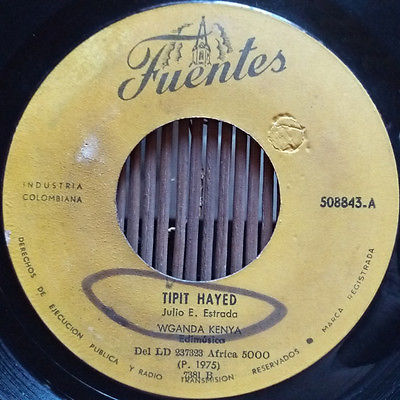 Fuentes
INDUSTRIA
COLOMBIANA
508843-A
TIPIT HAYED
Julio E. Estrada
WGANDA KENYA
Edimúsica
Del LD 237323 Africa 5000
(P. 1975)
7381 B
DERECHOS DE EJECUCION PUBLICA Y RADIO TRANSMISION RESERVADOS - MARCA REGISTRADA